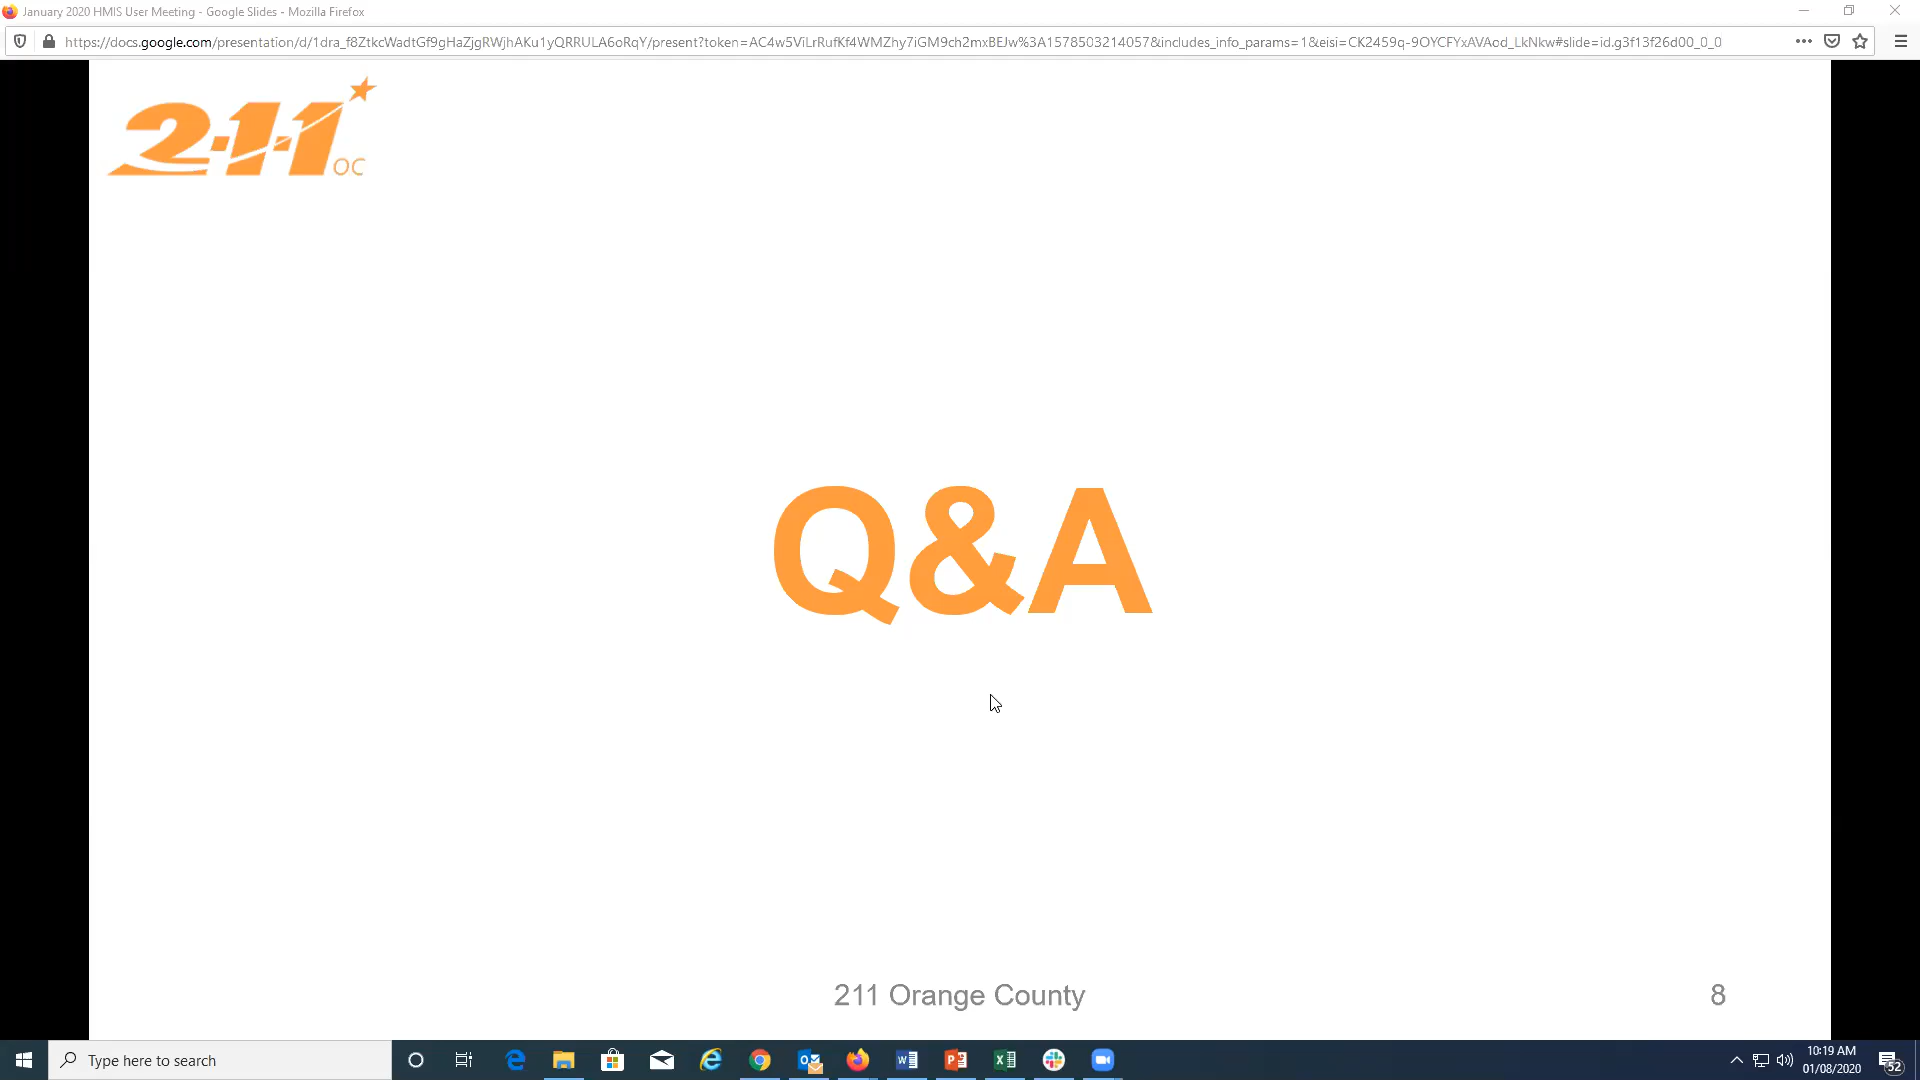 January 2020 HMIS User Meeting - Google Slides - Mozilla Firefox
https://docs.google.com/presentation/d/1dra_f8ZtkcWadtGf9gHaZjgRWjhAKu1yQRRULA6oRqY/present?token=AC4w5ViLrRufKf4WMZhy7iGM9ch2mxBEJw%3A1578503214057&includes_info_params=1&eisi=CK2459q-9OYCFYxAVAod_LkNkw#slide=id.g3f13f26d00_0_0
2-1-1 OC
Q&A
211 Orange County
8
Type here to search
10:19 AM
01/08/2020
52